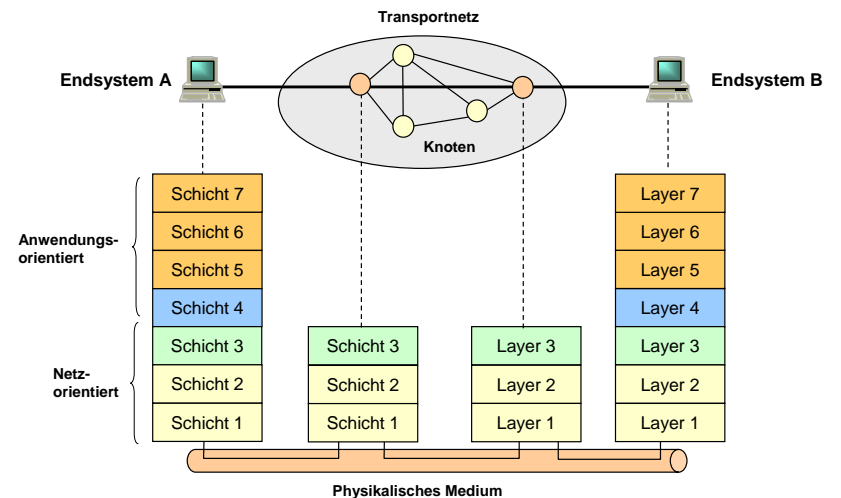 Transportnetz
Endsystem A
Endsystem B
Knoten
Anwendungs-
orientiert
Netz-
orientiert
Schicht 7
Schicht 6
Schicht 5
Schicht 4
Schicht 3
Schicht 2
Schicht 1
Schicht 3
Schicht 2
Schicht 1
Layer 3
Layer 2
Layer 1
Layer 7
Layer 6
Layer 5
Layer 4
Layer 3
Layer 2
Layer 1
Physikalisches Medium